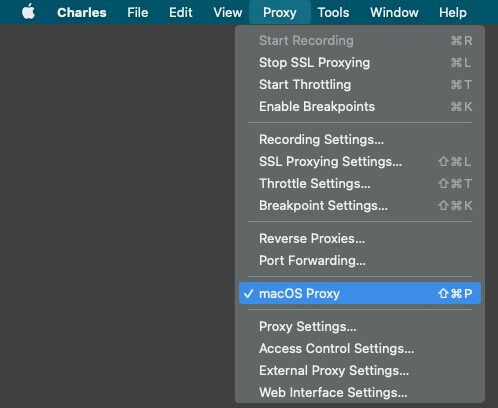 Charles File Edit View Proxy Tools Window Help
Start Recording ⌘R
Stop SSL Proxying ⌘L
Start Throttling ⌘T
Enable Breakpoints ⌘K
Recording Settings...
SSL Proxying Settings... ⇧⌘L
Throttle Settings... ⇧⌘T
Breakpoint Settings... ⇧⌘K
Reverse Proxies...
Port Forwarding...
✓ macOS Proxy ⇧⌘P
Proxy Settings...
Access Control Settings...
External Proxy Settings...
Web Interface Settings...